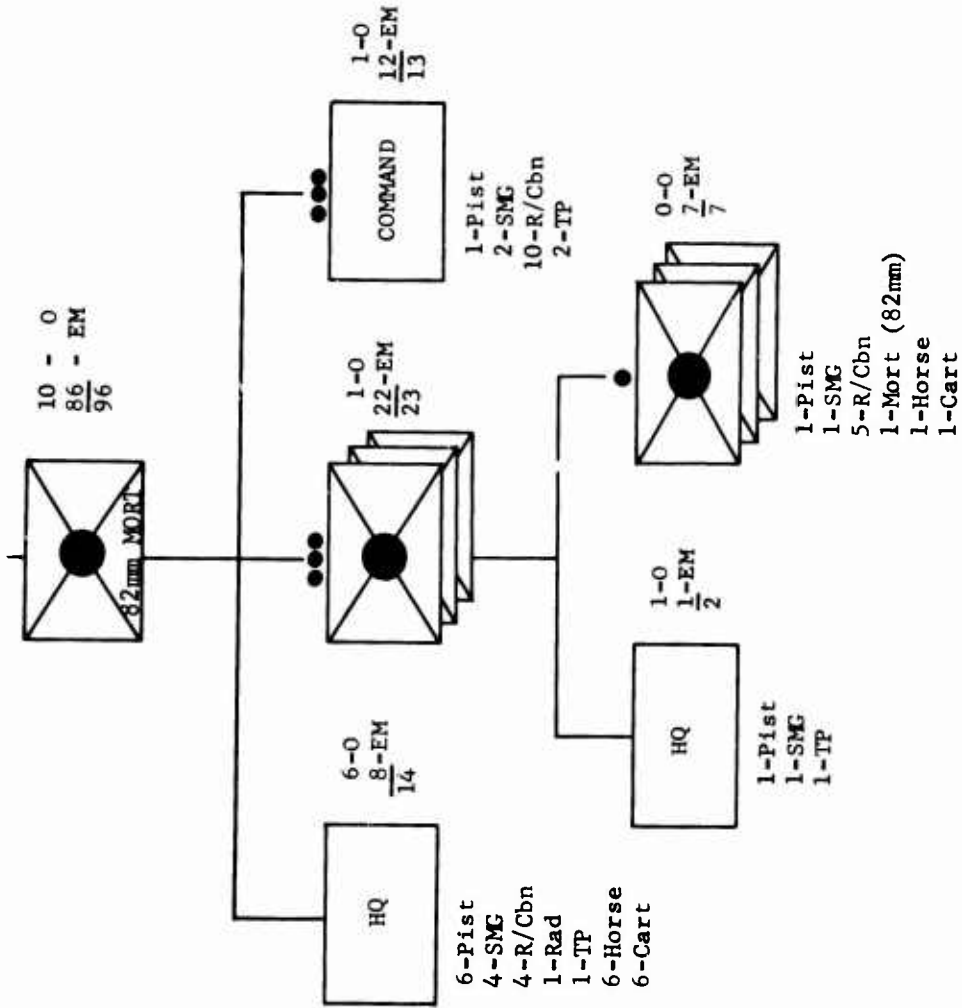 10 - O
86 - EM
96
82mm MORT
6-O
8-EM
14
HQ
6-Pist
4-SMG
4-R/Cbn
1-Rad
1-TP
6-Horse
6-Cart
1-O
22-EM
23
1-O
12-EM
13
COMMAND
1-Pist
2-SMG
10-R/Cbn
2-TP
1-O
1-EM
2
HQ
1-Pist
1-SMG
1-TP
0-O
7-EM
7
1-Pist
1-SMG
5-R/Cbn
1-Mort (82mm)
1-Horse
1-Cart